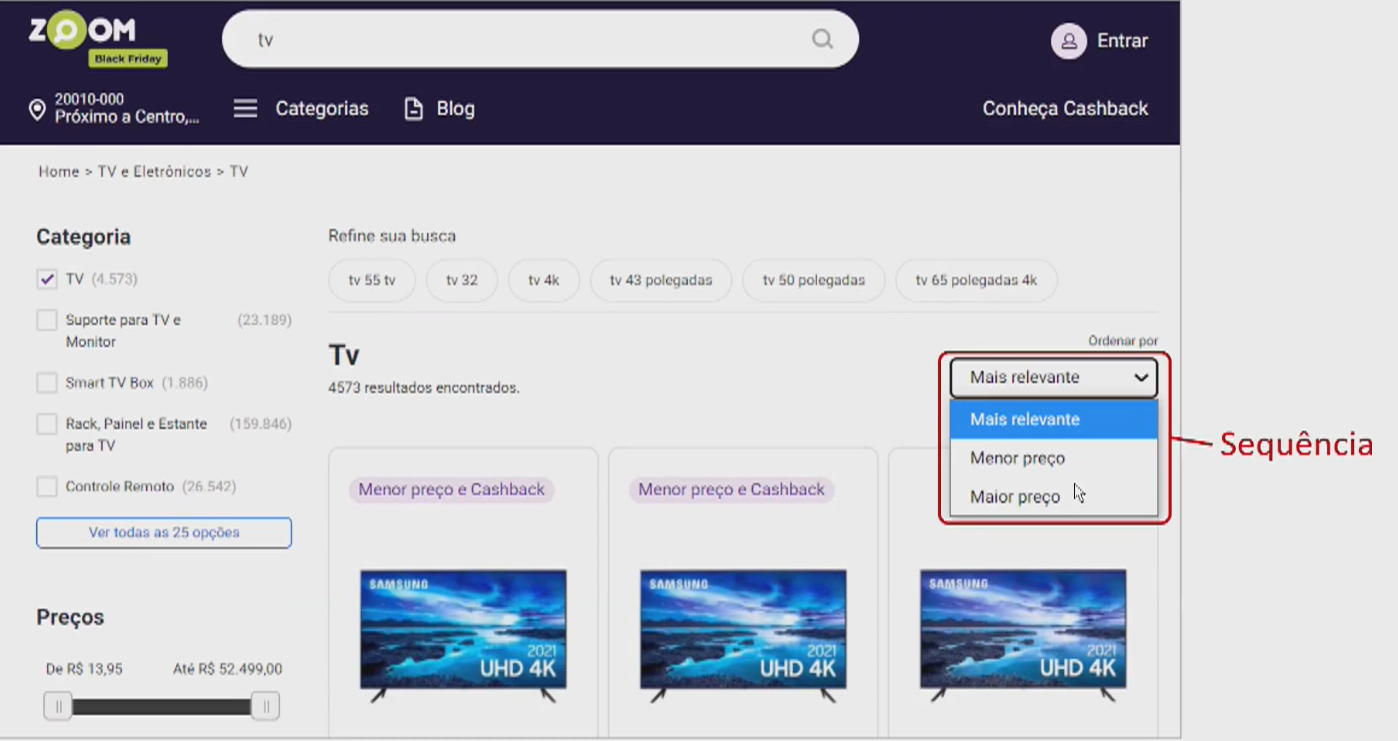 ZOOM
Black Friday
tv
Entrar
20010-000
Próximo a Centro,...
Categorias
Blog
Conheça Cashback
Home > TV e Eletrônicos > TV
Categoria
TV (4.573)
Suporte para TV e (23.189)
Monitor
Smart TV Box (1.886)
Rack, Painel e Estante (159.846)
para TV
Controle Remoto (26.542)
Ver todas as 25 opções
Preços
De R$ 13,95 Até R$ 52.499,00
Refine sua busca
tv 55 tv
tv 32
tv 4k
tv 43 polegadas
tv 50 polegadas
tv 65 polegadas 4k
Tv
4573 resultados encontrados.
Ordenar por
Mais relevante
Mais relevante
Menor preço
Maior preço
Sequência
Menor preço e Cashback
Menor preço e Cashback
SAMSUNG
2021
UHD 4K
SAMSUNG
2021
UHD 4K
SAMSUNG
2021
UHD 4K